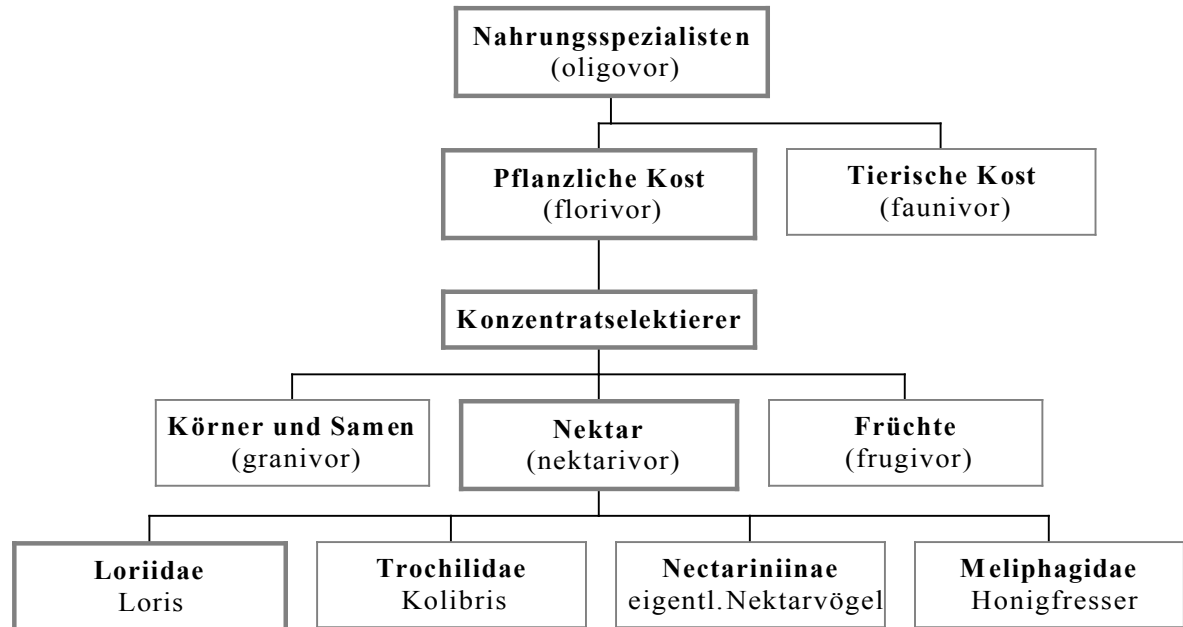 Nahrungsspezialisten
(oligovor)
Pflanzliche Kost
(florivor)
Tierische Kost
(faunivor)
Konzentratselektierer
Körner und Samen
(granivor)
Nektar
(nektarivor)
Früchte
(frugivor)
Loriidae
Loris
Trochilidae
Kolibris
Nectariniinae
eigentl.Nektarvögel
Meliphagidae
Honigfresser